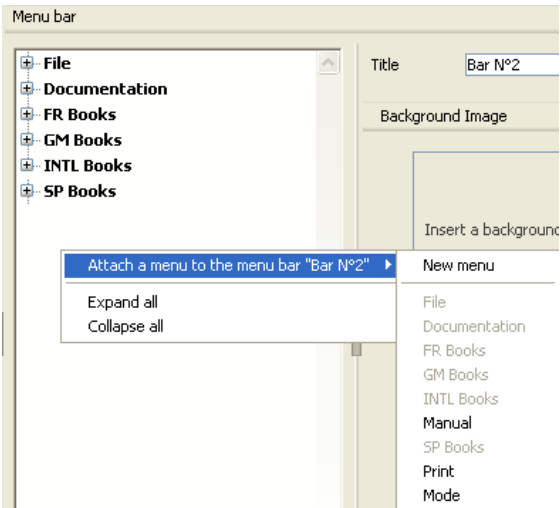 Menu bar
File
Documentation
FR Books
GM Books
INTL Books
SP Books
Title
Bar N°2
Background Image
Insert a background
Attach a menu to the menu bar "Bar N°2"
Expand all
Collapse all
New menu
File
Documentation
FR Books
GM Books
INTL Books
Manual
SP Books
Print
Mode